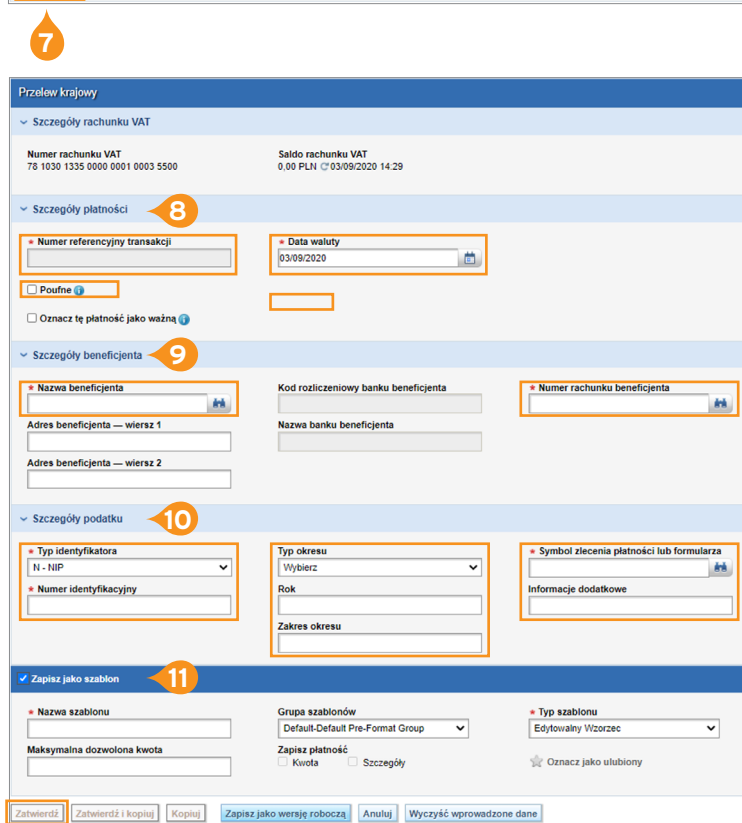 7
Przelew krajowy
Szczegóły rachunku VAT
Numer rachunku VAT Saldo rachunku VAT
78 1030 1335 0000 0001 0003 5500 0,00 PLN 03/09/2020 14:29
Szczegóły płatności 8
* Numer referencyjny transakcji * Data waluty
03/09/2020
Poufne
Oznacz tę płatność jako ważną
Szczegóły beneficjenta 9
* Nazwa beneficjenta Kod rozliczeniowy banku beneficjenta * Numer rachunku beneficjenta
Adres beneficjenta — wiersz 1 Nazwa banku beneficjenta
Adres beneficjenta — wiersz 2
Szczegóły podatku 10
* Typ identyfikatora Typ okresu * Symbol zlecenia płatności lub formularza
N - NIP Wybierz
* Numer identyfikacyjny Rok Informacje dodatkowe
Zakres okresu
Zapisz jako szablon 11
* Nazwa szablonu Grupa szablonów * Typ szablonu
Default-Default Pre-Format Group Edytowalny Wzorzec
Maksymalna dozwolona kwota Zapisz płatność
Kwota Szczegóły Oznacz jako ulubiony
Zatwierdź Zatwierdź i kopiuj Kopiuj Zapisz jako wersję roboczą Anuluj Wyczyść wprowadzone dane